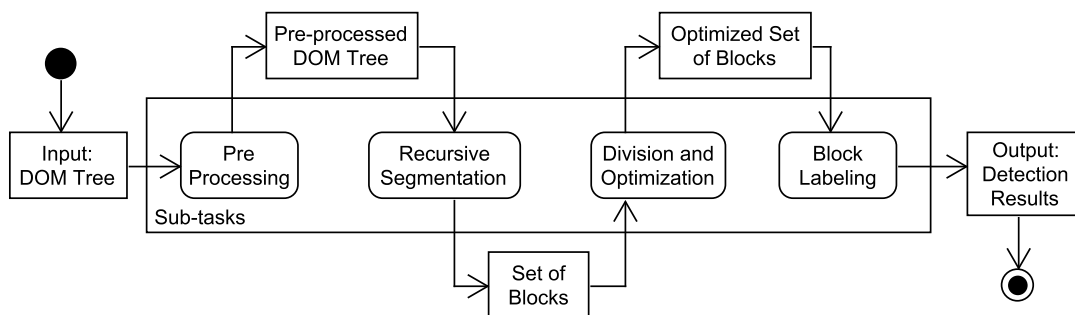 Pre-processed
DOM Tree
Optimized Set
of Blocks
Input:
DOM Tree
Pre
Processing
Recursive
Segmentation
Division and
Optimization
Block
Labeling
Output:
Detection
Results
Sub-tasks
Set of
Blocks